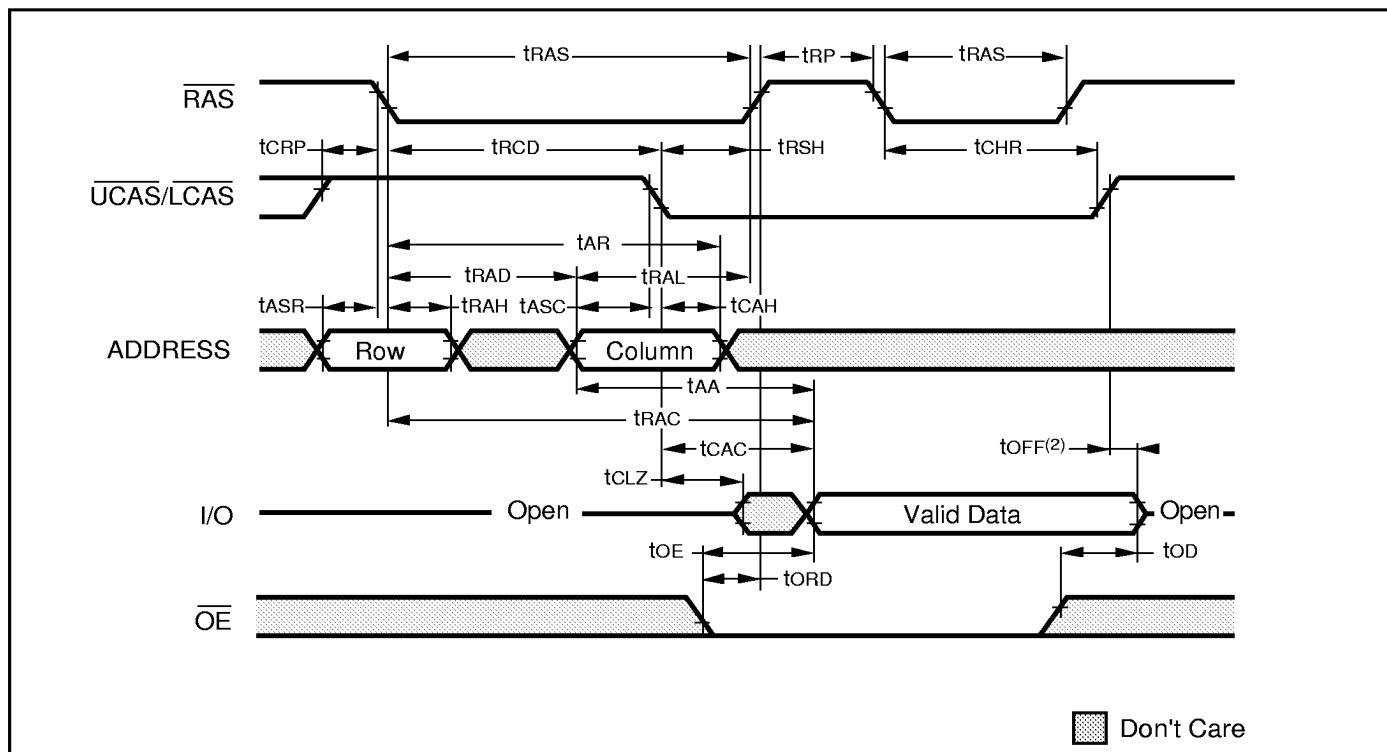 tRAS tRP tRAS
RAS
tCRP tRCD tRSH tCHR
UCAS/LCAS
tAR
tRAD tRAL
tASR tRAH tASC tCAH
ADDRESS Row Column
tAA
tRAC
tCAC tOFF(2)
tCLZ
I/O Open Valid Data Open
tOE tOD
tORD
OE
Don't Care